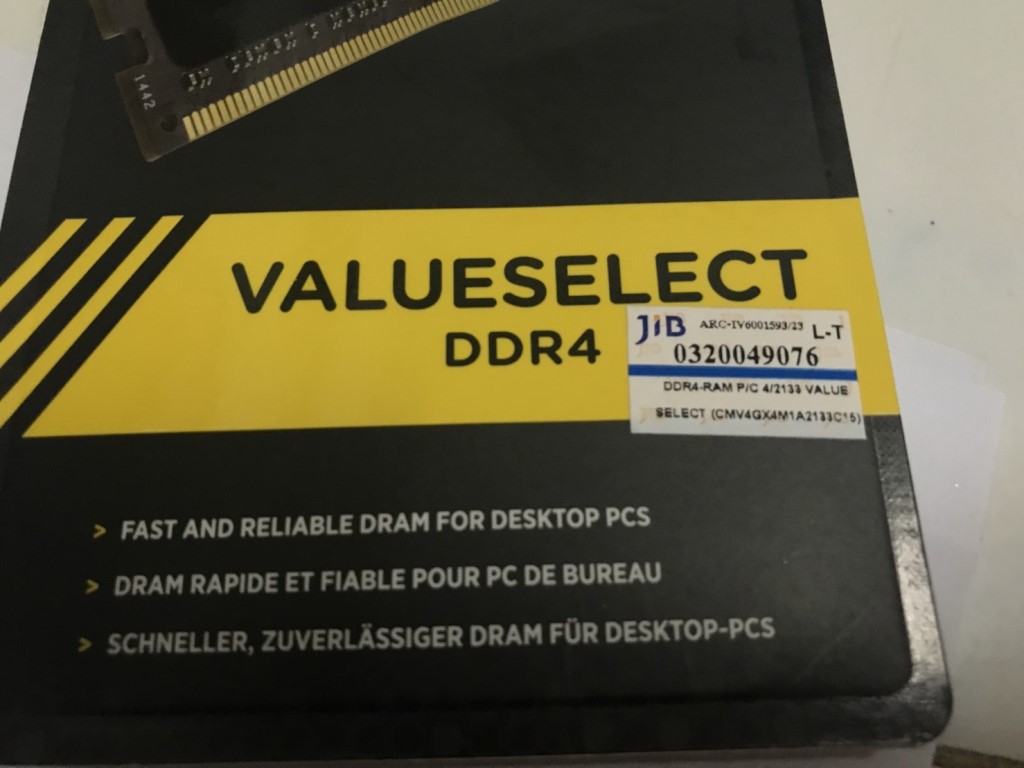 1442
VALUESELECT
DDR4
JIB ARC-IV6001593/23 L-T
0320049076
DDR4-RAM P/C 4/2133 VALUE
SELECT (CMV4GX4M1A2133C15)
> FAST AND RELIABLE DRAM FOR DESKTOP PCS
> DRAM RAPIDE ET FIABLE POUR PC DE BUREAU
> SCHNELLER, ZUVERLÄSSIGER DRAM FÜR DESKTOP-PCS